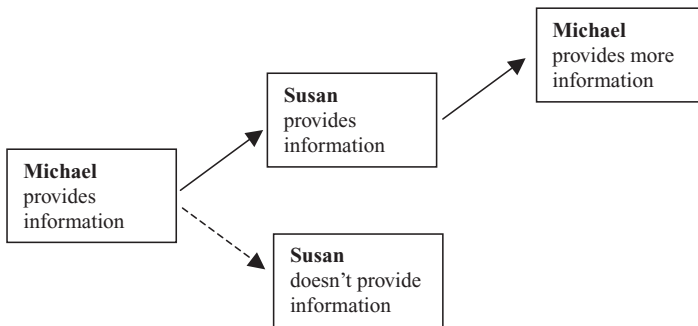 Michael
provides more
information
Susan
provides
information
Michael
provides
information
Susan
doesn’t provide
information